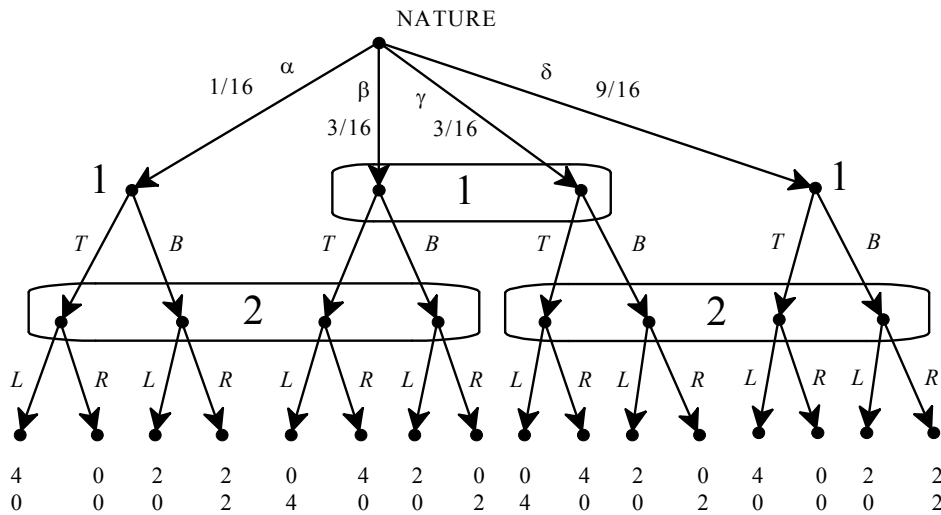 NATURE
α
β
γ
δ
1/16
3/16
3/16
9/16
1
1
1
T B T B T B T B
2 2
L R L R L R L R L R L R L R L R
4 0 2 2 0 4 2 0 0 4 2 0 4 0 2 2
0 0 0 2 4 0 0 2 4 0 0 2 0 0 0 2